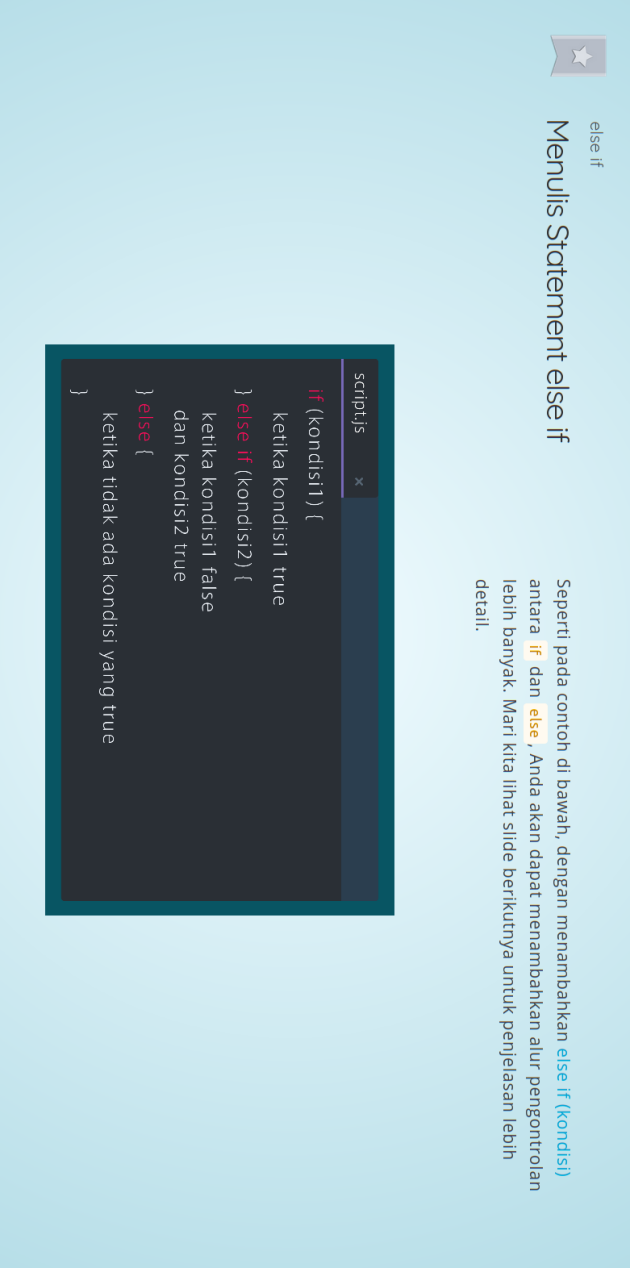 else if
Menulis Statement else if
Seperti pada contoh di bawah, dengan menambahkan else if (kondisi)
antara if dan else, Anda akan dapat menambahkan alur pengontrolan
lebih banyak. Mari kita lihat slide berikutnya untuk penjelasan lebih
detail.
script.js ×
if (kondisi1) {
ketika kondisi1 true
} else if (kondisi2) {
ketika kondisi1 false
dan kondisi2 true
} else {
ketika tidak ada kondisi yang true
}